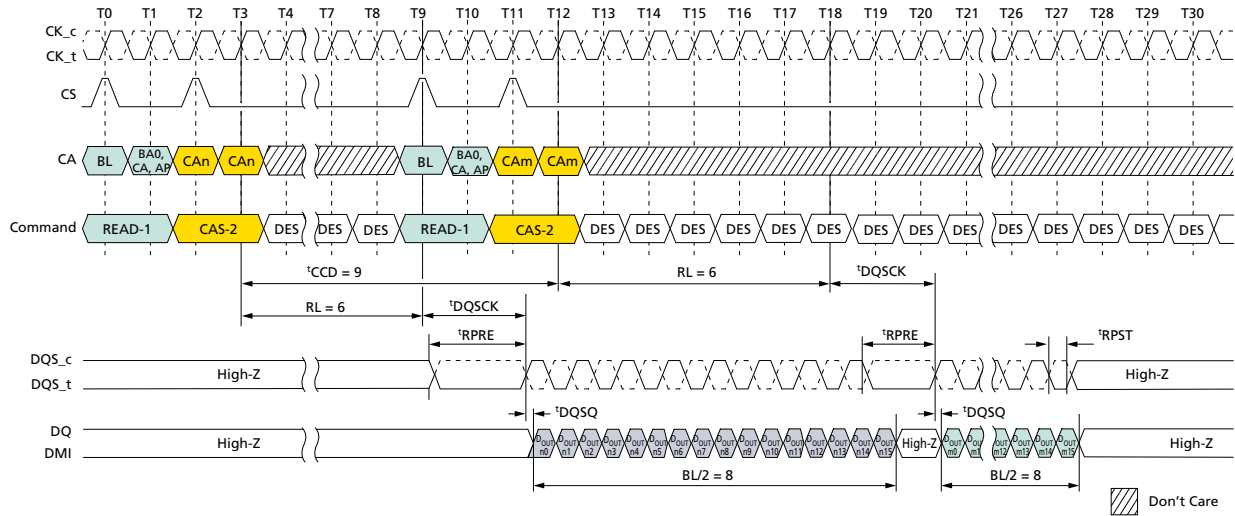 T0 T1 T2 T3 T4 T7 T8 T9 T10 T11 T12 T13 T14 T15 T16 T17 T18 T19 T20 T21 T26 T27 T28 T29 T30
CK_c
CK_t
CS
CA BL BA0, CA, AP CAn CAn BL BA0, CA, AP CAm CAm
Command READ-1 CAS-2 DES DES DES READ-1 CAS-2 DES DES DES DES DES DES DES DES DES DES DES DES DES DES
tCCD = 9 RL = 6 tDQSCK
RL = 6 tDQSCK
tRPRE tRPRE tRPST
DQS_c
DQS_t
High-Z High-Z
tDQSQ tDQSQ
DQ
DMI
High-Z DOUT n0 DOUT n1 DOUT n2 DOUT n3 DOUT n4 DOUT n5 DOUT n6 DOUT n7 DOUT n8 DOUT n9 DOUT n10 DOUT n11 DOUT n12 DOUT n13 DOUT n14 DOUT n15 High-Z DOUT m0 DOUT m1 DOUT m12 DOUT m13 DOUT m14 DOUT m15 High-Z
BL/2 = 8 BL/2 = 8
Don't Care